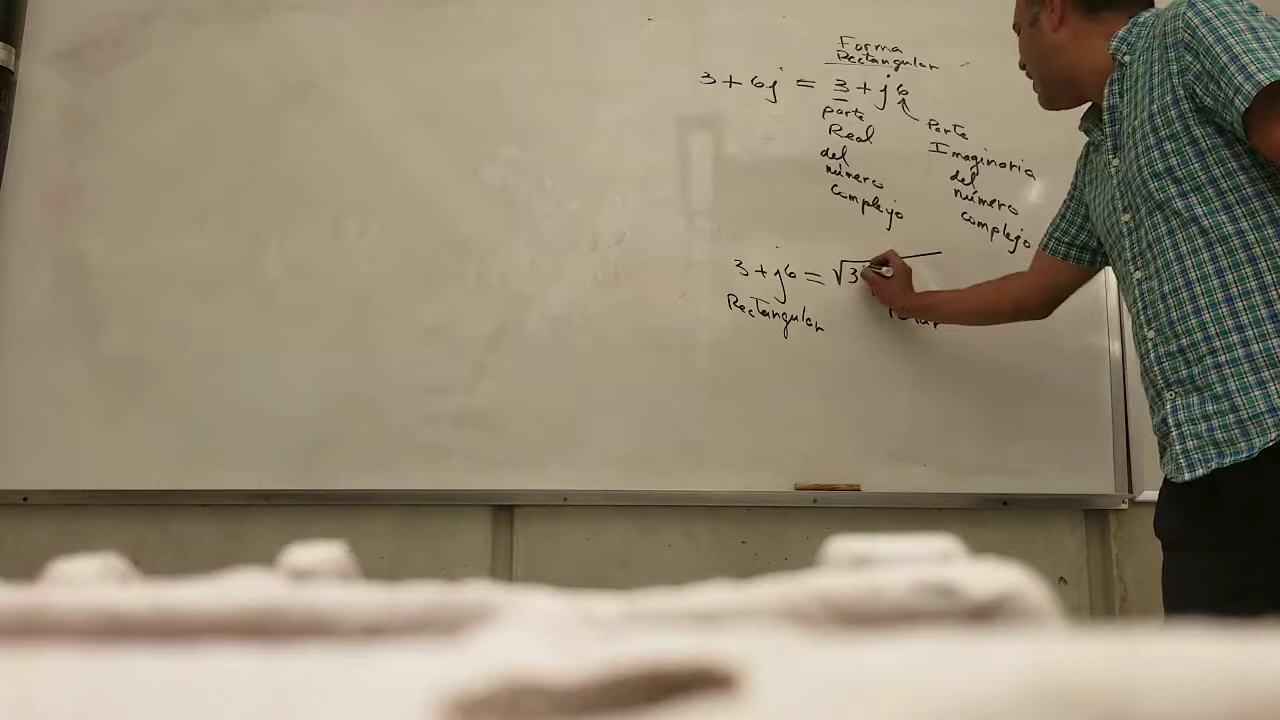 Forma
Rectangular
3 + 6j = 3 + j6
parte
Real
del
número
complejo
Parte
Imaginaria
del
número
complejo
3 + j6 = √3
Rectangular